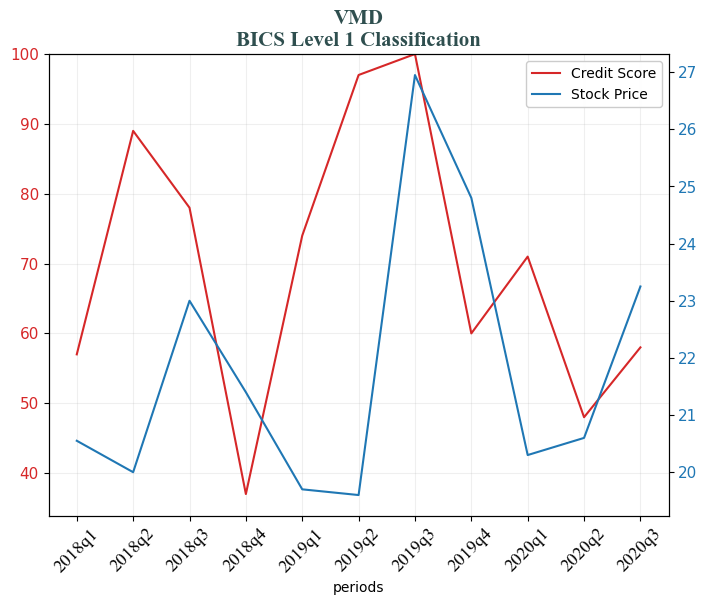 VMD
BICS Level 1 Classification
100
90
80
70
60
50
40
27
26
25
24
23
22
21
20
Credit Score
Stock Price
2018q1
2018q2
2018q3
2018q4
2019q1
2019q2
2019q3
2019q4
2020q1
2020q2
2020q3
periods